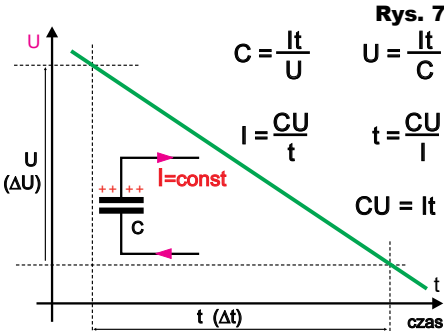 Rys. 7
U
C = It/U
U = It/C
I = CU/t
t = CU/I
CU = It
U
(ΔU)
I=const
++ ++
C
t
t (Δt)
czas